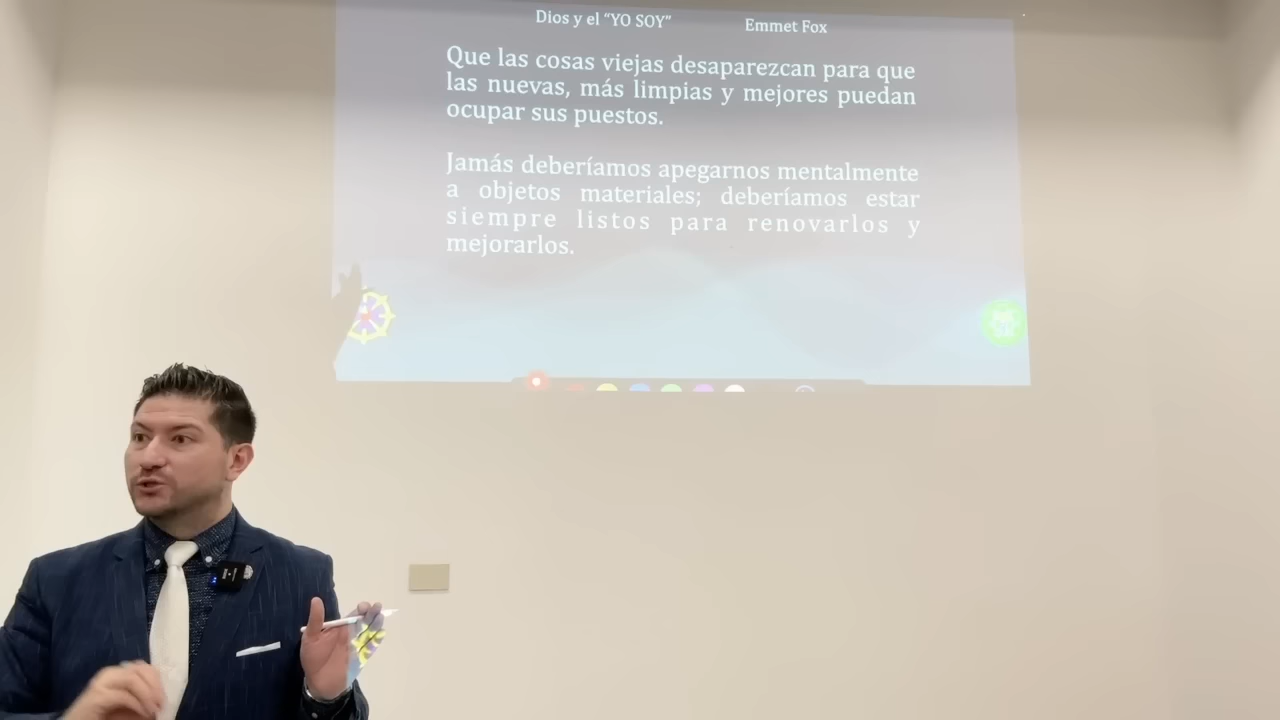 Dios y el “YO SOY” Emmet Fox
Que las cosas viejas desaparezcan para que
las nuevas, más limpias y mejores puedan
ocupar sus puestos.
Jamás deberíamos apegarnos mentalmente
a objetos materiales; deberíamos estar
siempre listos para renovarlos y
mejorarlos.